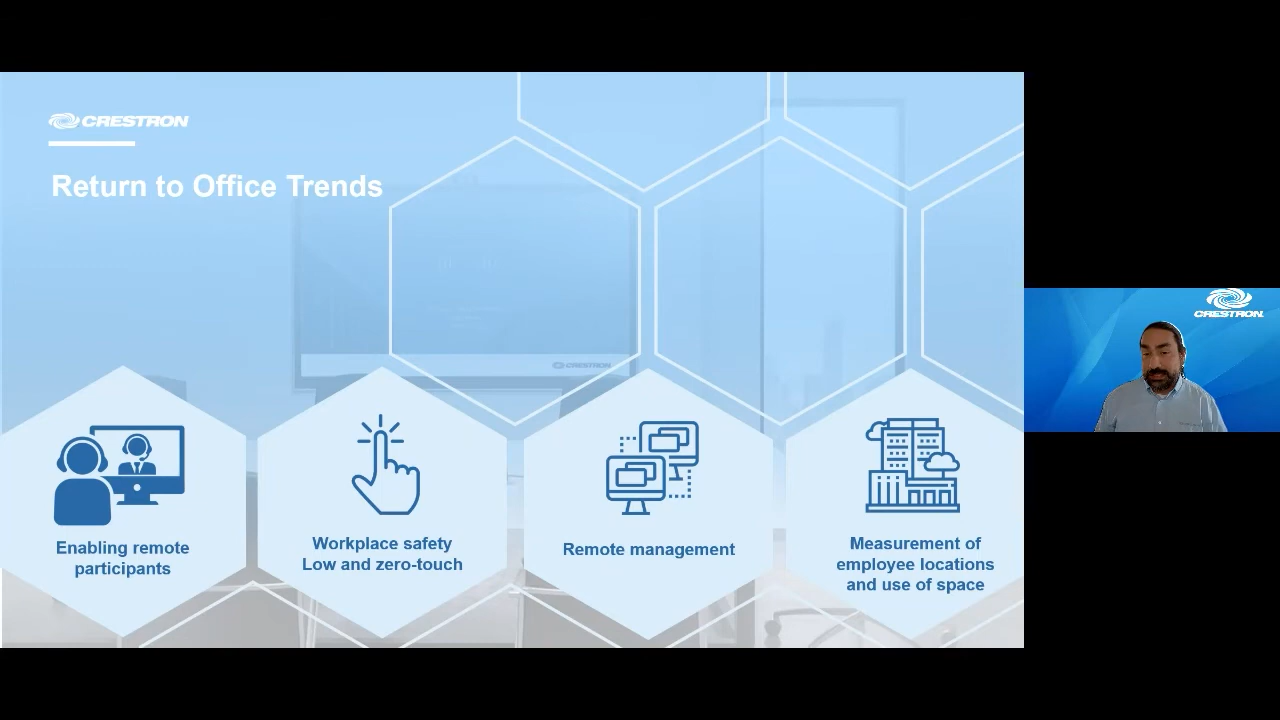 CRESTRON
Return to Office Trends
CRESTRON
Enabling remote
participants
Workplace safety
Low and zero-touch
Remote management
Measurement of
employee locations
and use of space
CRESTRON